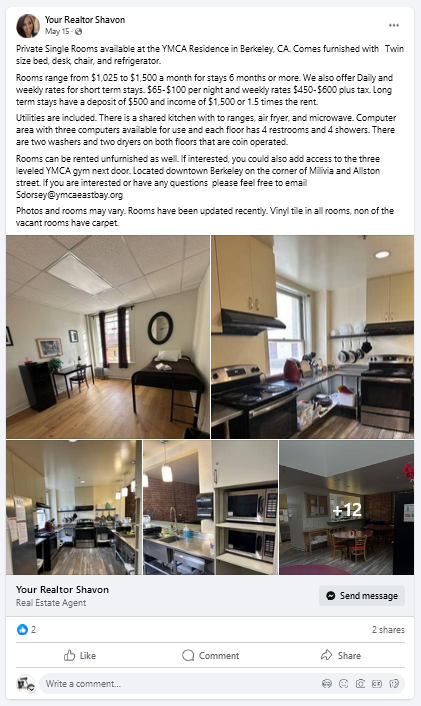 Your Realtor Shavon
May 15 ·
Private Single Rooms available at the YMCA Residence in Berkeley, CA. Comes furnished with Twin
size bed, desk, chair, and refrigerator.
Rooms range from $1,025 to $1,500 a month for stays 6 months or more. We also offer Daily and
weekly rates for short term stays. $65-$100 per night and weekly rates $450-$600 plus tax. Long
term stays have a deposit of $500 and income of $1,500 or 1.5 times the rent.
Utilities are included. There is a shared kitchen with to ranges, air fryer, and microwave. Computer
area with three computers available for use and each floor has 4 restrooms and 4 showers. There
are two washers and two dryers on both floors that are coin operated.
Rooms can be rented unfurnished as well. If interested, you could also add access to the three
leveled YMCA gym next door. Located downtown Berkeley on the corner of Milivia and Allston
street. If you are interested or have any questions please feel free to email
Sdorsey@ymcaeastbay.org
Photos and rooms may vary. Rooms have been updated recently. Vinyl tile in all rooms, non of the
vacant rooms have carpet.
+12
Your Realtor Shavon
Real Estate Agent
Send message
2
2 shares
Like
Comment
Share
Write a comment...